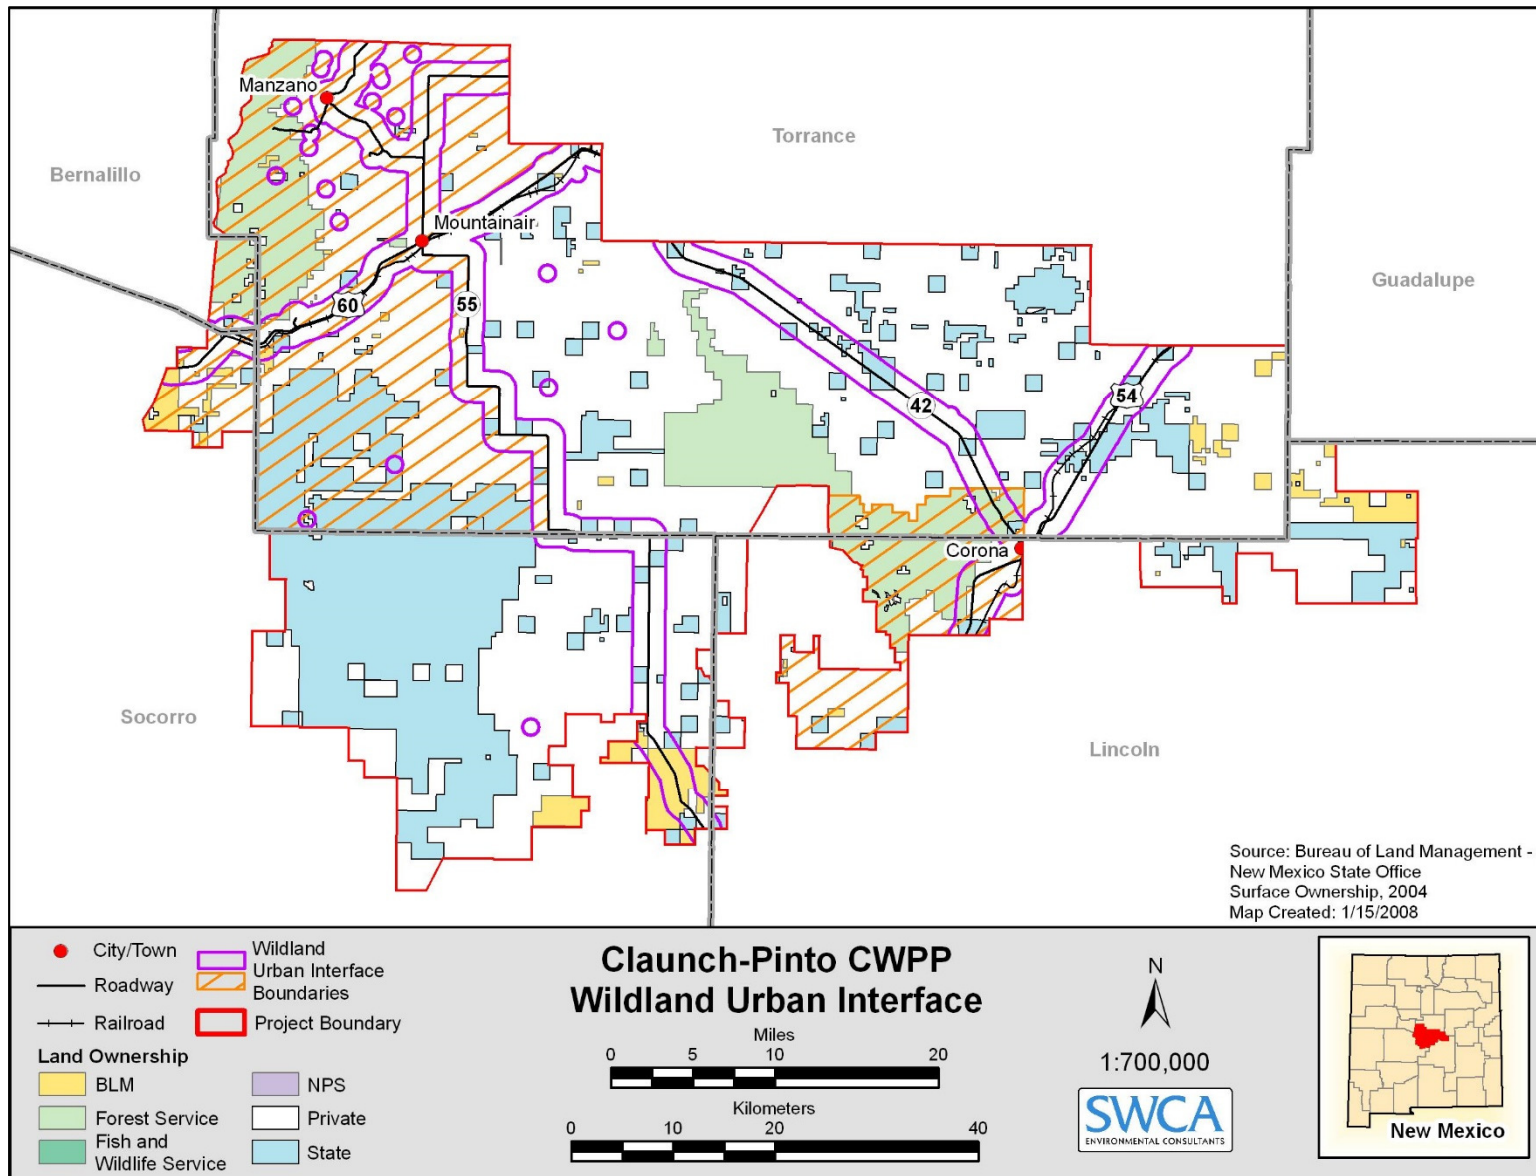 Manzano
Torrance
Bernalillo
Mountainair
Guadalupe
60
55
42
54
Corona
Socorro
Lincoln
Source: Bureau of Land Management -
New Mexico State Office
Surface Ownership, 2004
Map Created: 1/15/2008
City/Town
Roadway
Railroad
Wildland
Urban Interface
Boundaries
Project Boundary
Land Ownership
BLM
Forest Service
Fish and
Wildlife Service
NPS
Private
State
Claunch-Pinto CWPP
Wildland Urban Interface
Miles
0 5 10 20
Kilometers
0 10 20 40
N
1:700,000
SWCA
ENVIRONMENTAL CONSULTANTS
New Mexico